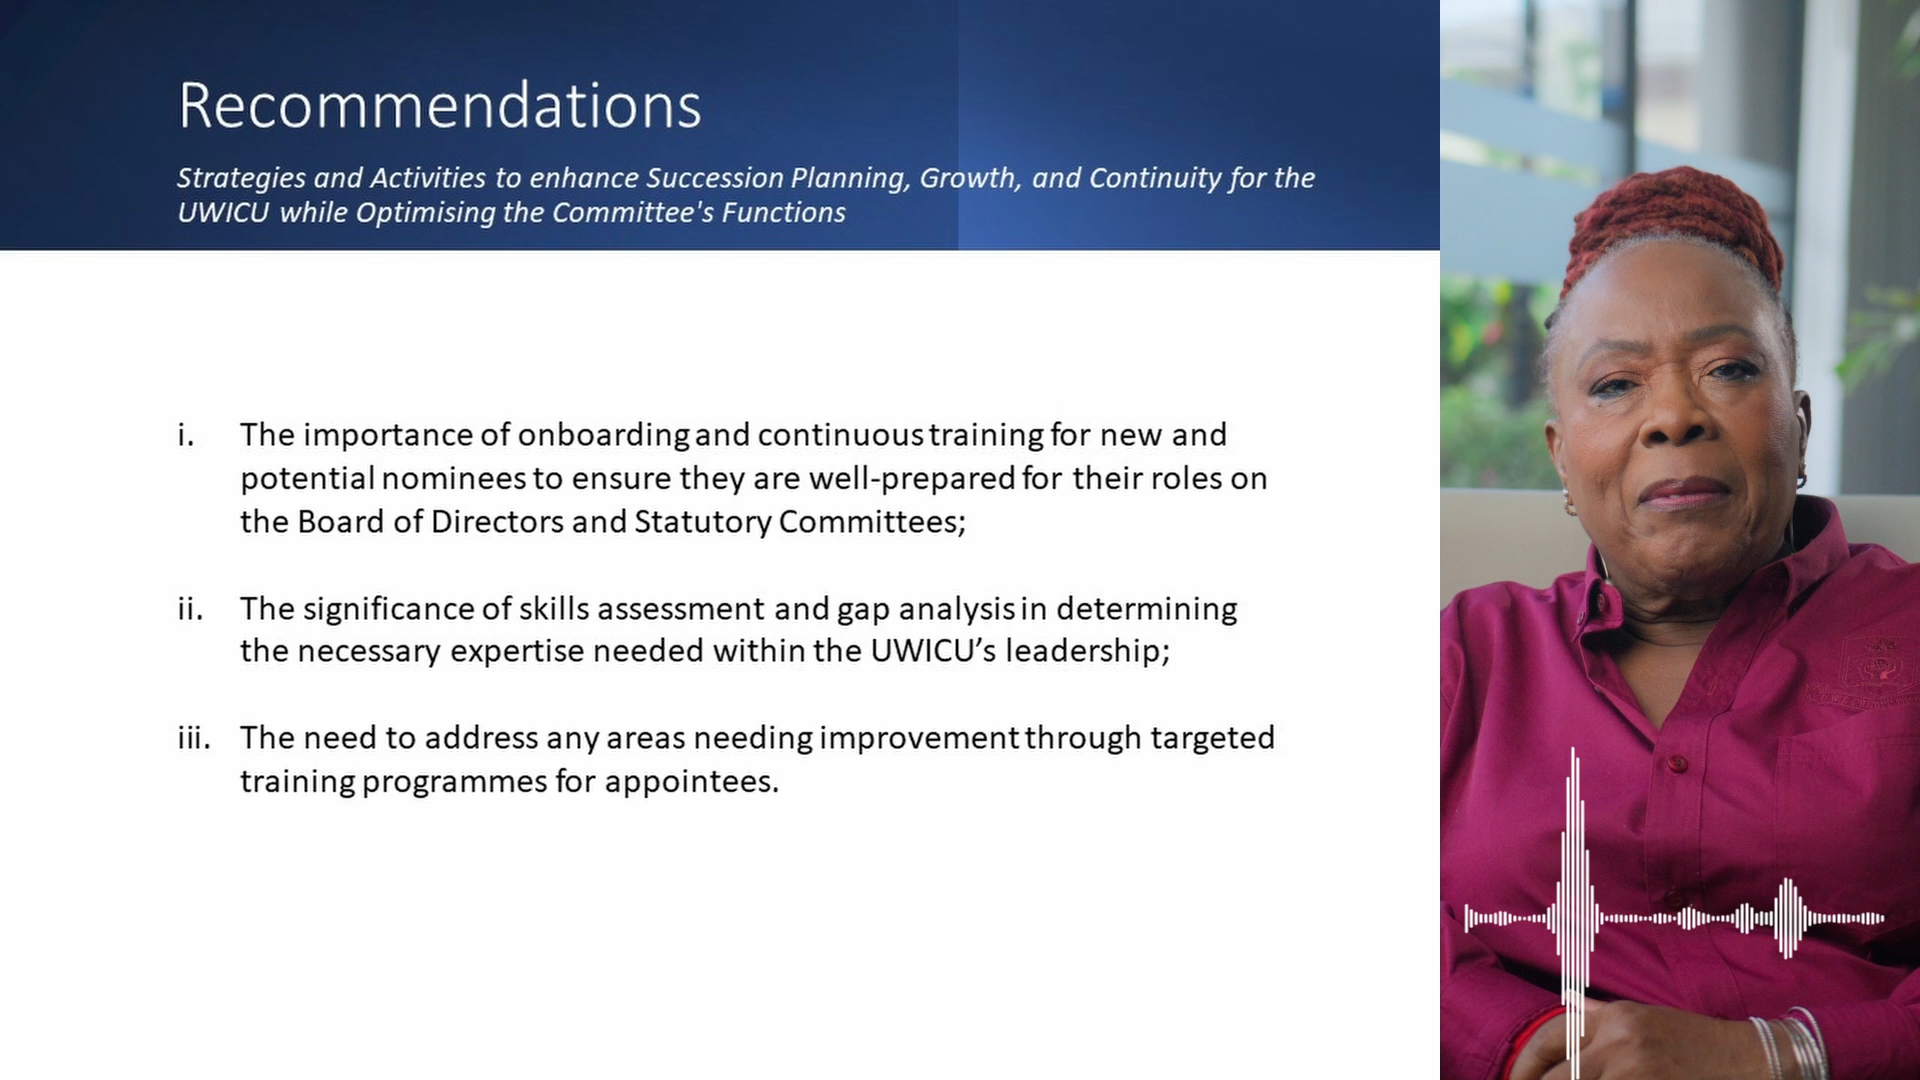 Recommendations
Strategies and Activities to enhance Succession Planning, Growth, and Continuity for the
UWICU while Optimising the Committee's Functions
i. The importance of onboarding and continuous training for new and
potential nominees to ensure they are well-prepared for their roles on
the Board of Directors and Statutory Committees;
ii. The significance of skills assessment and gap analysis in determining
the necessary expertise needed within the UWICU’s leadership;
iii. The need to address any areas needing improvement through targeted
training programmes for appointees.